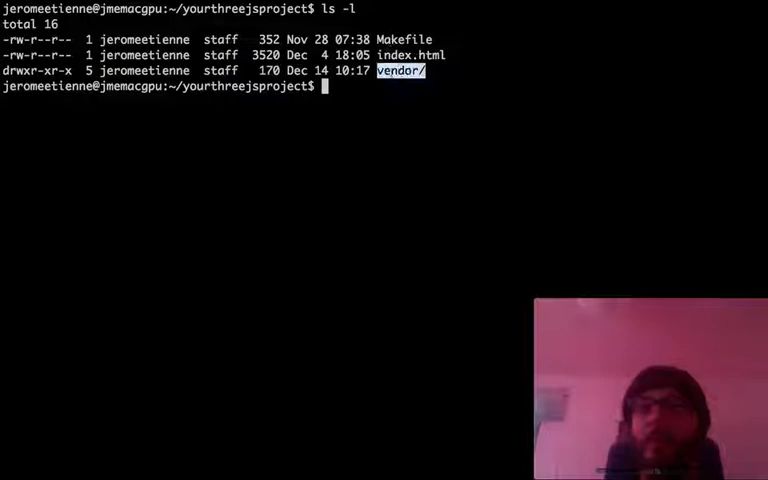 jeromeetienne@jmemacgpu:~/yourthreejsproject$ ls -l
total 16
-rw-r--r-- 1 jeromeetienne staff 352 Nov 28 07:38 Makefile
-rw-r--r-- 1 jeromeetienne staff 3520 Dec 4 18:05 index.html
drwxr-xr-x 5 jeromeetienne staff 170 Dec 14 10:17 vendor/
jeromeetienne@jmemacgpu:~/yourthreejsproject$